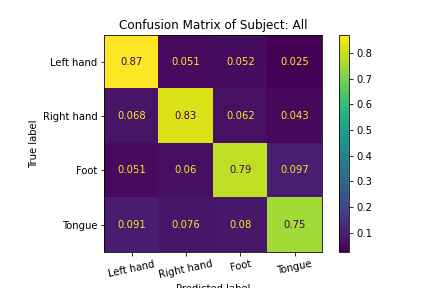 Confusion Matrix of Subject: All
Left hand 0.87 0.051 0.052 0.025
Right hand 0.068 0.83 0.062 0.043
Foot 0.051 0.06 0.79 0.097
Tongue 0.091 0.076 0.08 0.75
True label
Left hand Right hand Foot Tongue
Predicted label
0.8
0.7
0.6
0.5
0.4
0.3
0.2
0.1